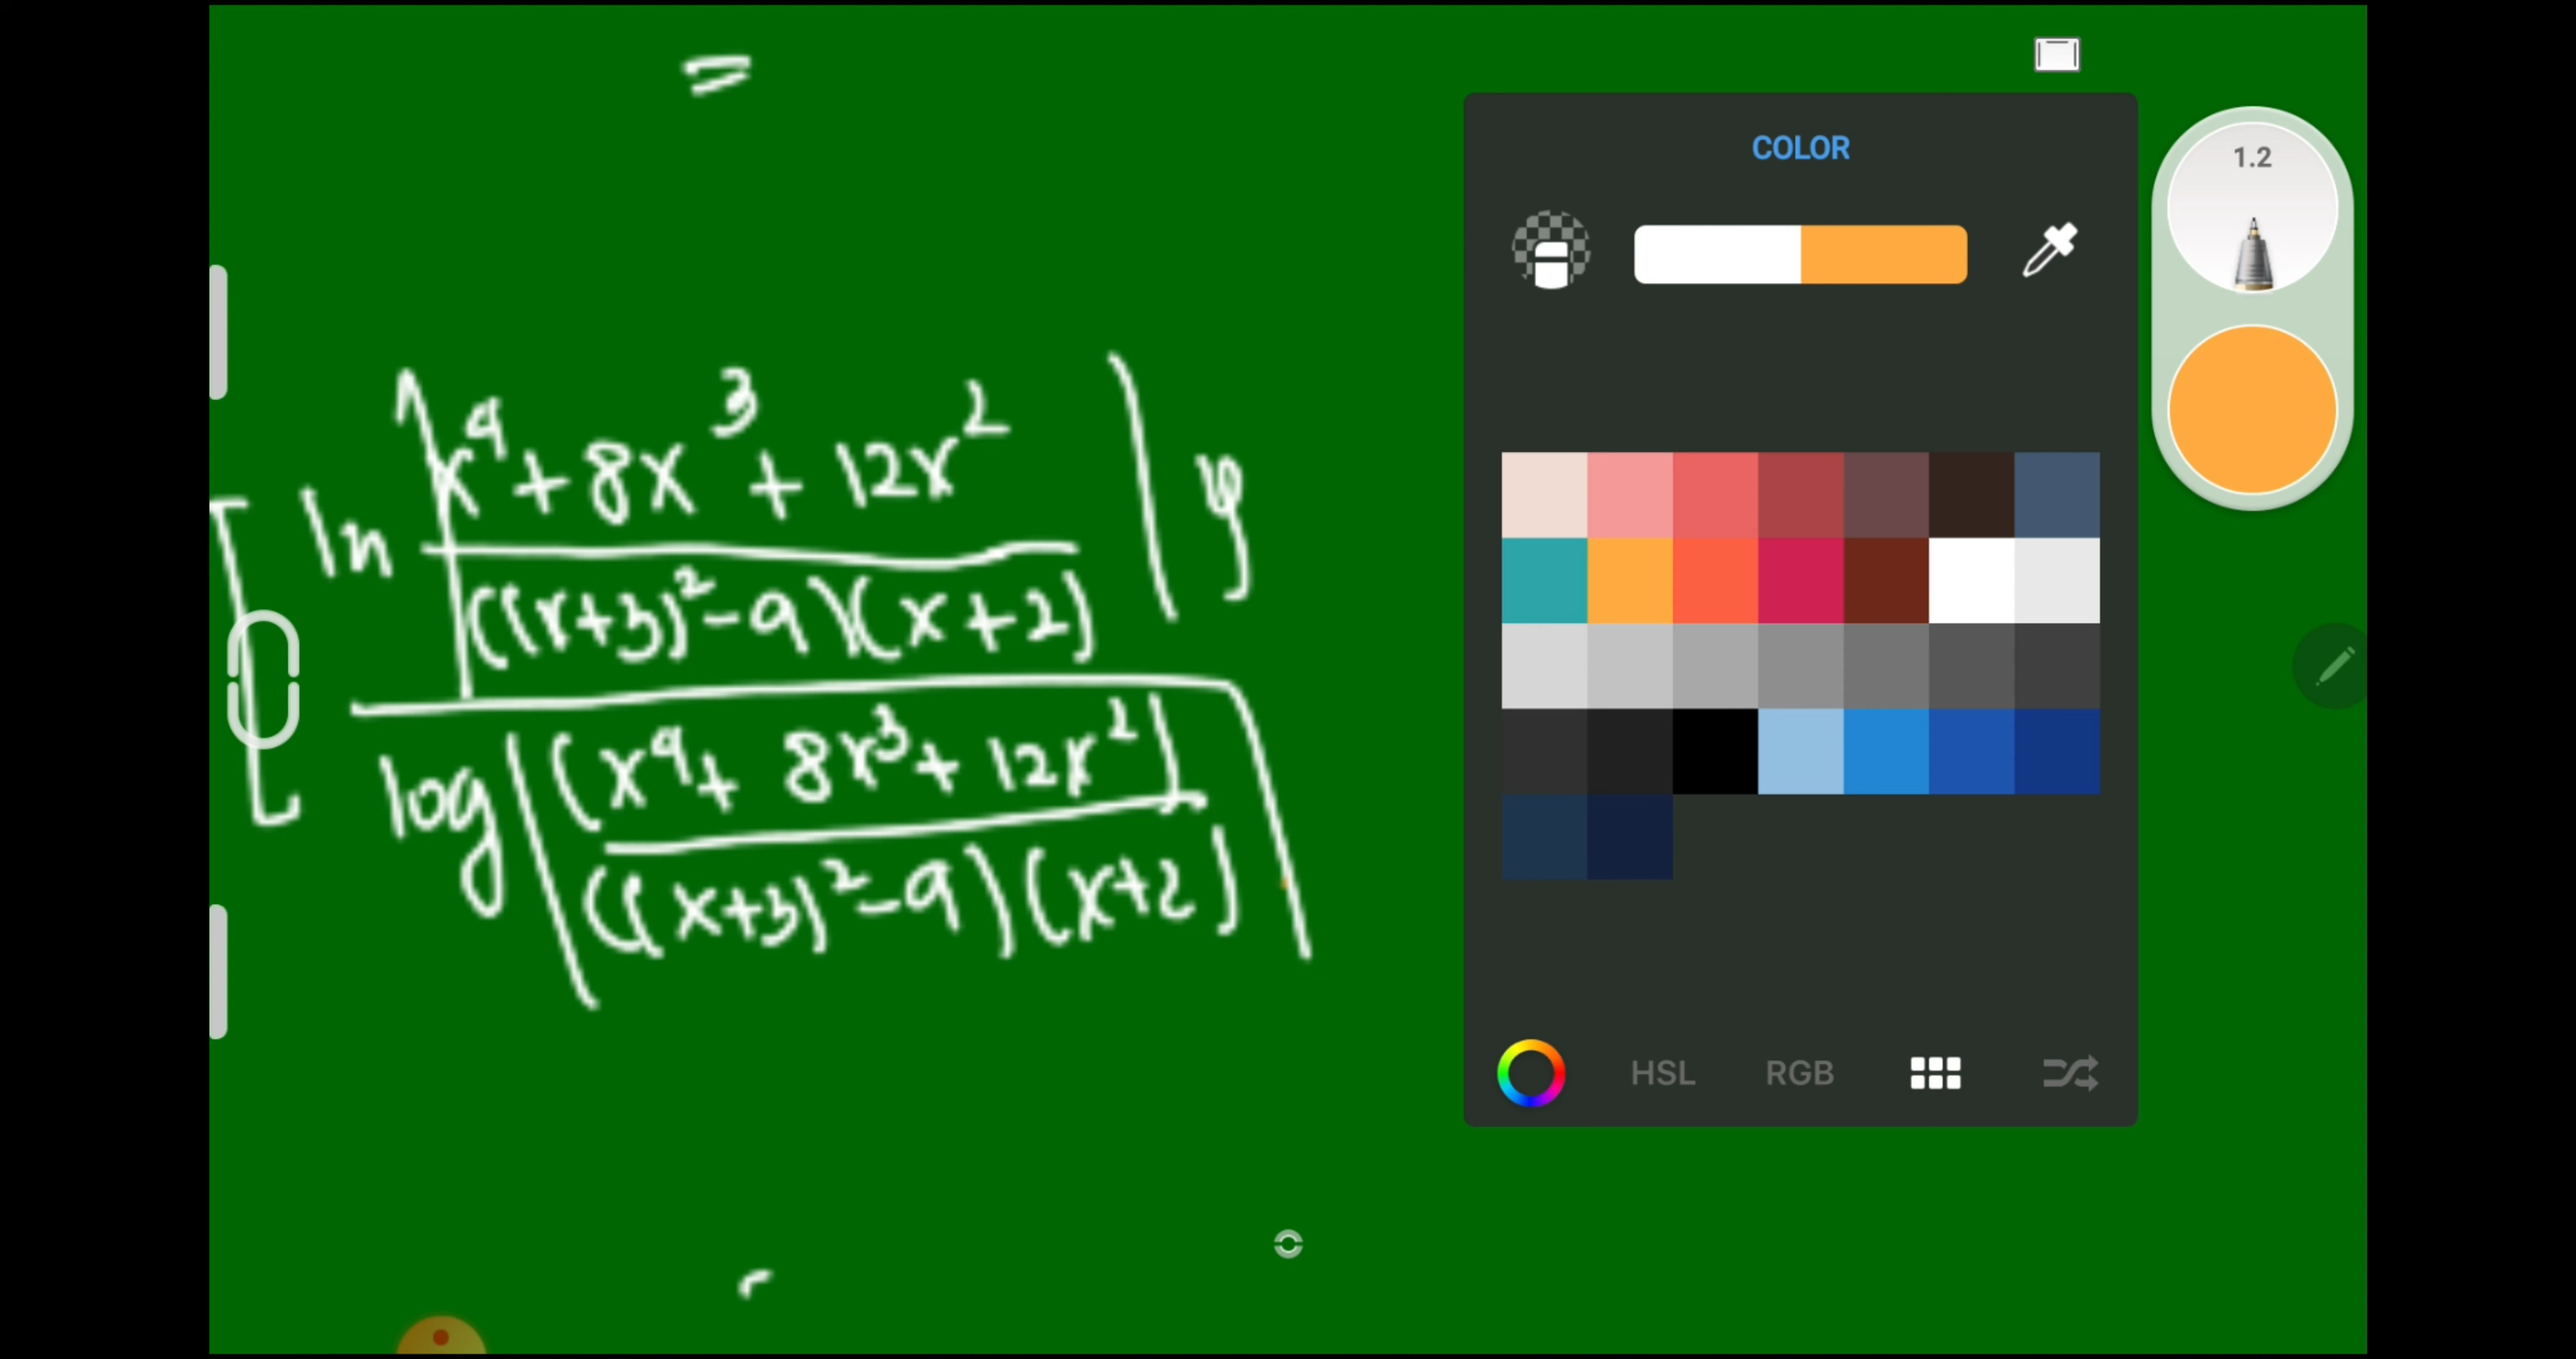 =
COLOR
1.2
x⁴ + 8x³ + 12x²
ln
((x+3)² - 9)(x+2)
log |(x⁴ + 8x³ + 12x²)
((x+3)² - 9)(x+2)
HSL RGB